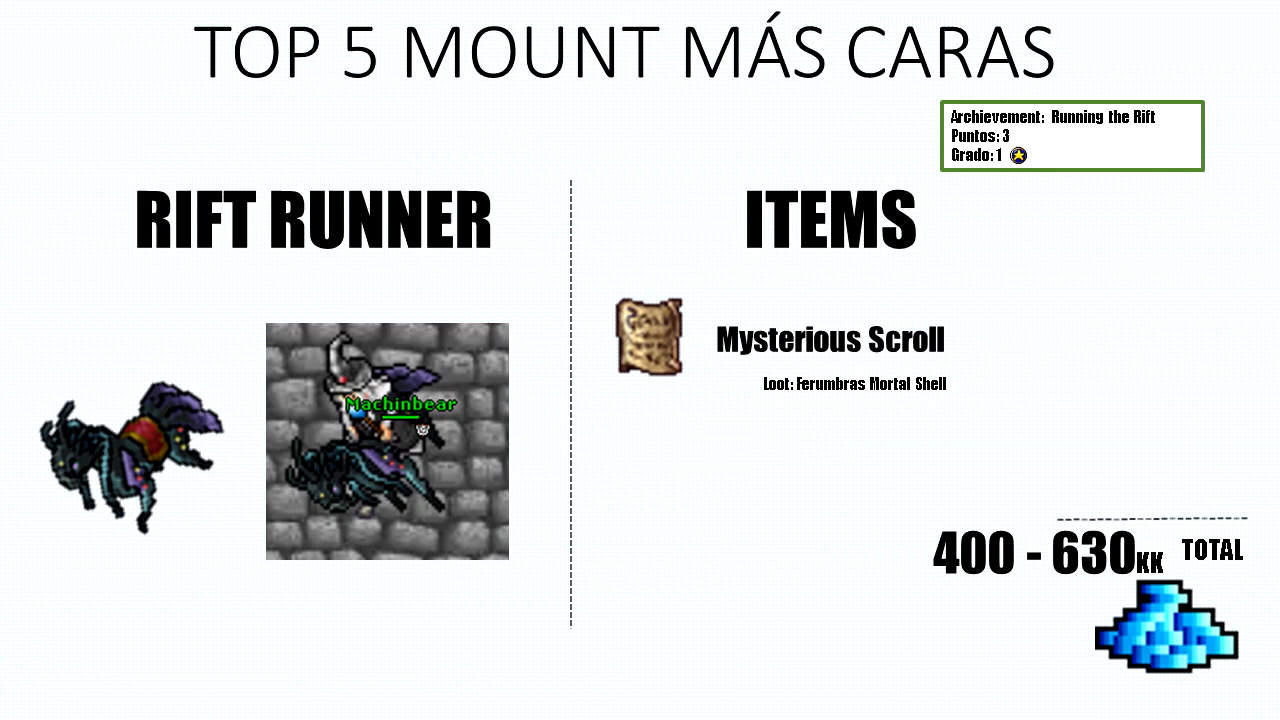 TOP 5 MOUNT MÁS CARAS
Archievement: Running the Rift
Puntos: 3
Grado: 1
RIFT RUNNER
ITEMS
Machinbear
Mysterious Scroll
Loot: Ferumbras Mortal Shell
400 - 630KK TOTAL